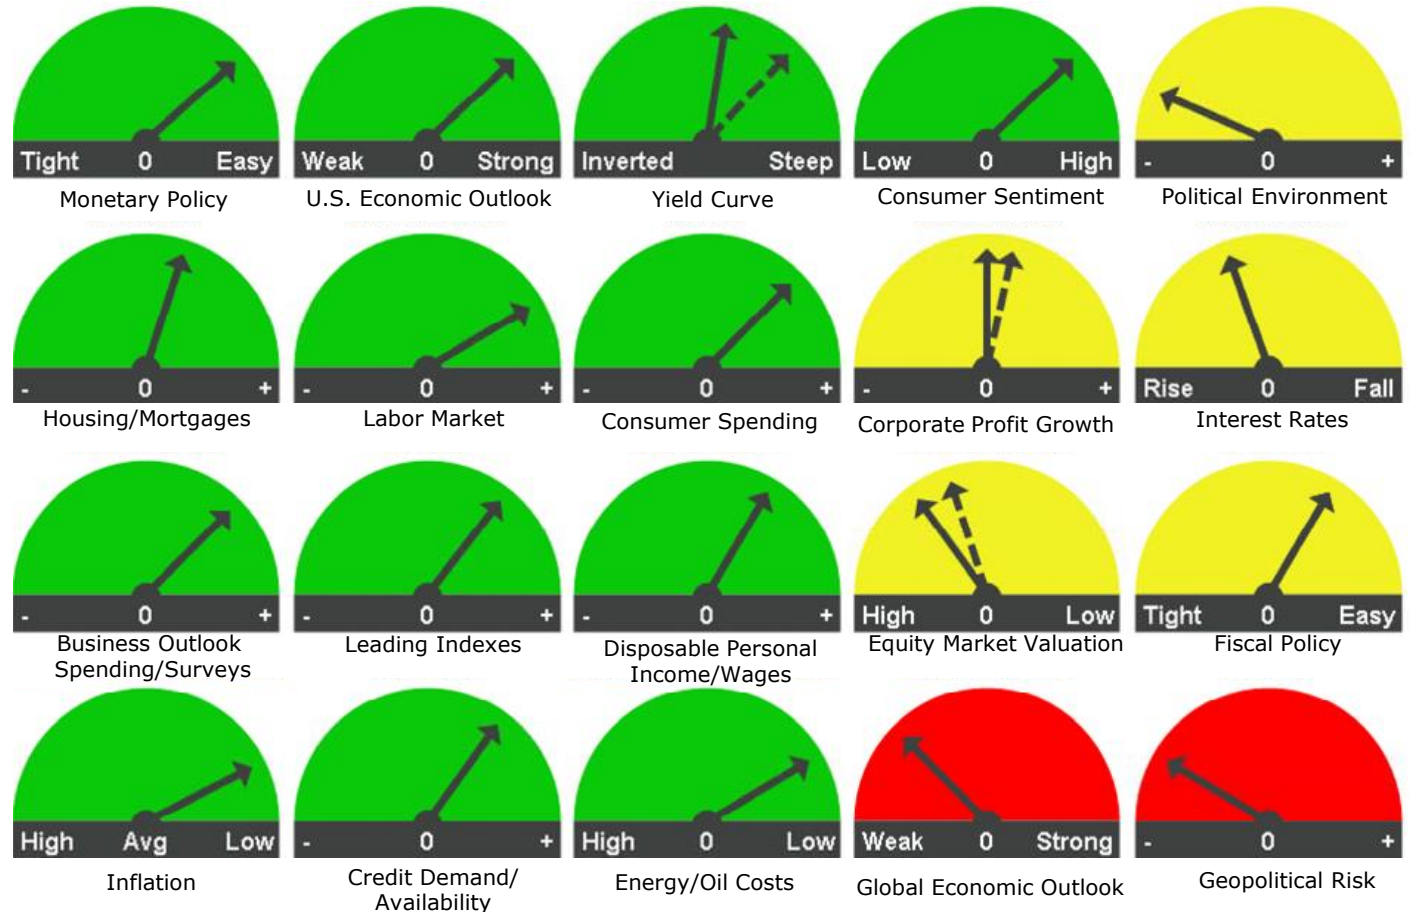 Tight 0 Easy
Monetary Policy
Weak 0 Strong
U.S. Economic Outlook
Inverted Steep
Yield Curve
Low 0 High
Consumer Sentiment
- 0 +
Political Environment
- 0 +
Housing/Mortgages
- 0 +
Labor Market
- 0 +
Consumer Spending
- 0 +
Corporate Profit Growth
Rise 0 Fall
Interest Rates
- 0 +
Business Outlook
Spending/Surveys
- 0 +
Leading Indexes
- 0 +
Disposable Personal
Income/Wages
High 0 Low
Equity Market Valuation
Tight 0 Easy
Fiscal Policy
High Avg Low
Inflation
- 0 +
Credit Demand/
Availability
High 0 Low
Energy/Oil Costs
Weak 0 Strong
Global Economic Outlook
- 0 +
Geopolitical Risk